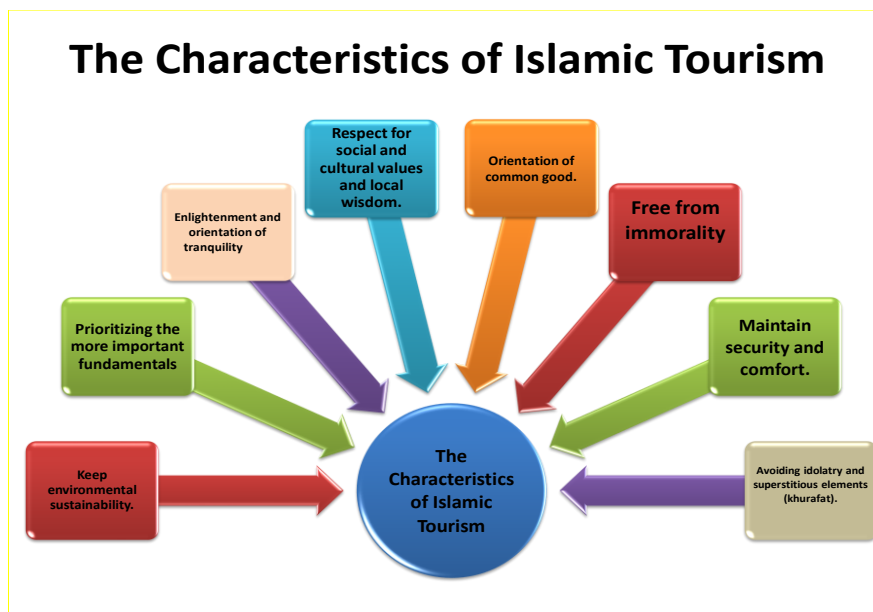 The Characteristics of Islamic Tourism
Respect for
social and
cultural values
and local
wisdom.
Orientation of
common good.
Enlightenment and
orientation of
tranquility
Free from
immorality
Prioritizing the
more important
fundamentals
Maintain
security and
comfort.
Keep
environmental
sustainability.
The
Characteristics
of Islamic
Tourism
Avoiding idolatry and
superstitious elements
(khurafat).